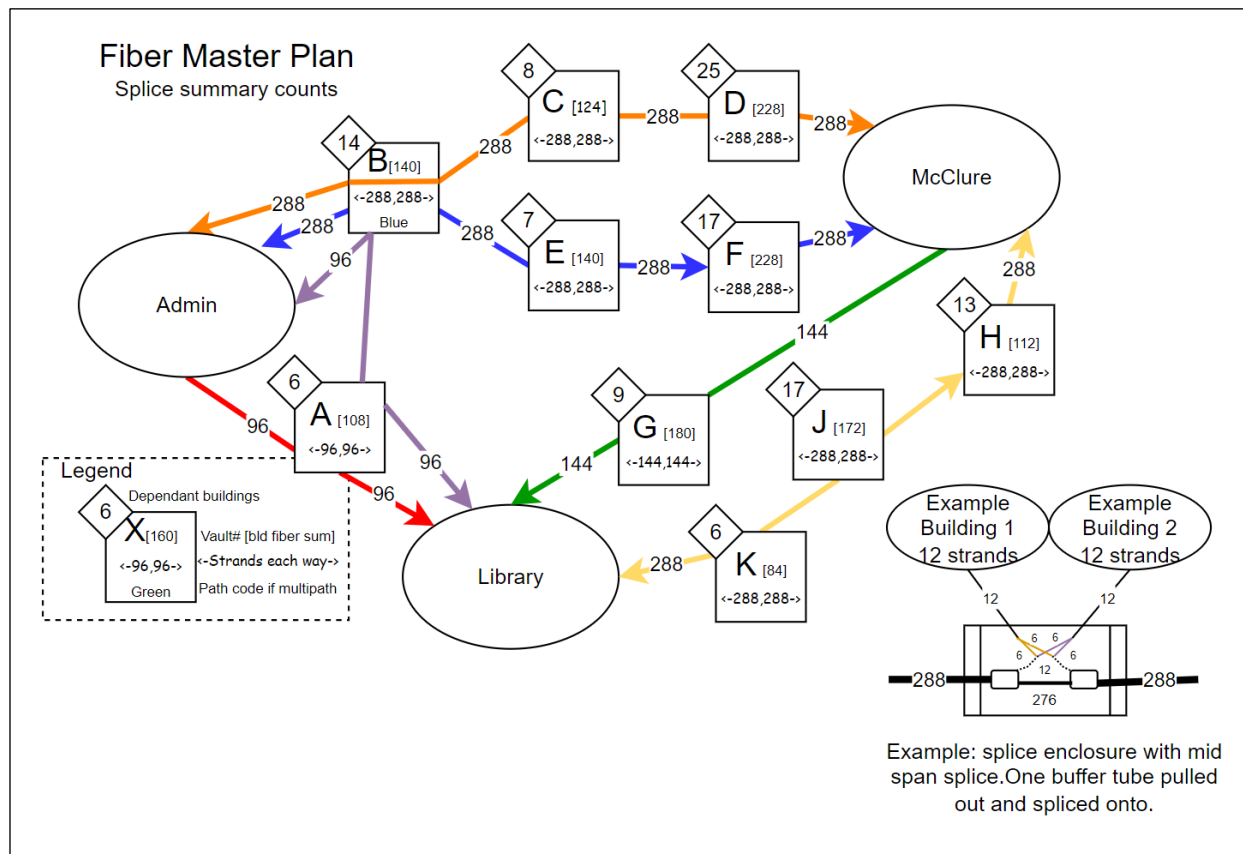 Fiber Master Plan
Splice summary counts
8
C [124]
<-288,288->
25
D [228]
<-288,288->
288
288
288
288
14
B[140]
<-288,288->
Blue
288
288
96
7
E [140]
<-288,288->
288
17
F [228]
<-288,288->
288
McClure
Admin
13
H [112]
<-288,288->
288
144
6
A [108]
<-96,96->
96
96
96
9
G [180]
<-144,144->
144
17
J [172]
<-288,288->
6
K [84]
<-288,288->
288
Library
Legend
Dependant buildings
6
X[160]
Vault# [bld fiber sum]
<-96,96->
<-Strands each way->
Green
Path code if multipath
Example
Building 1
12 strands
Example
Building 2
12 strands
12
12
6
6
6
6
12
288
288
276
Example: splice enclosure with mid
span splice.One buffer tube pulled
out and spliced onto.